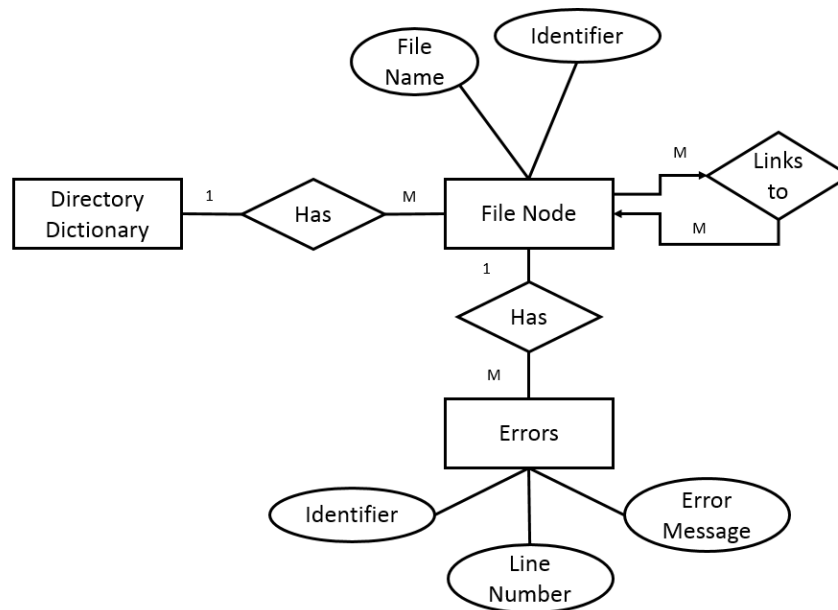 File
Name
Identifier
M
Links
to
Directory
Dictionary
1
Has
M
File Node
M
1
Has
M
Errors
Identifier
Error
Message
Line
Number